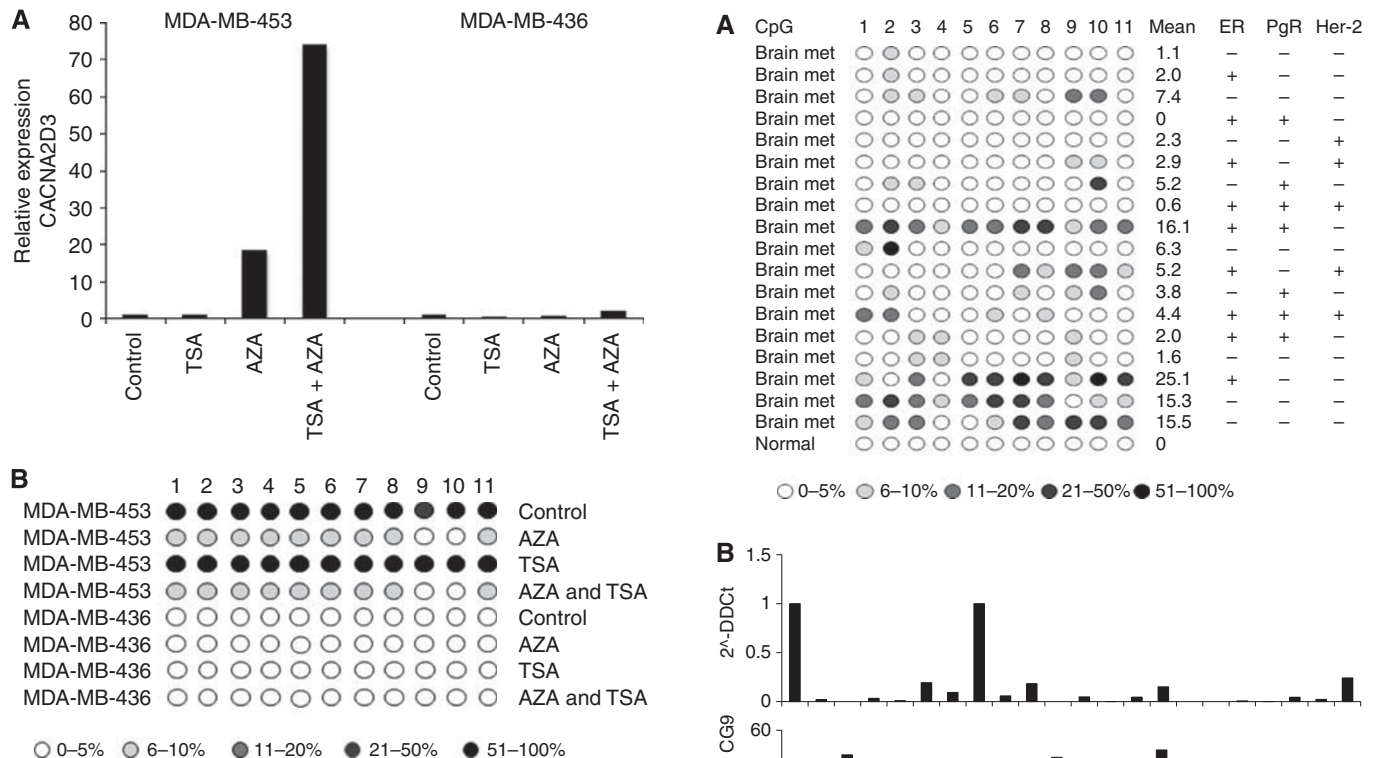 A
MDA-MB-453 MDA-MB-436
Relative expression
CACNA2D3
80
70
60
50
40
30
20
10
0
Control
TSA
AZA
TSA + AZA
Control
TSA
AZA
TSA + AZA
B
1 2 3 4 5 6 7 8 9 10 11
MDA-MB-453 Control
MDA-MB-453 AZA
MDA-MB-453 TSA
MDA-MB-453 AZA and TSA
MDA-MB-436 Control
MDA-MB-436 AZA
MDA-MB-436 TSA
MDA-MB-436 AZA and TSA
0–5% 6–10% 11–20% 21–50% 51–100%
A
CpG 1 2 3 4 5 6 7 8 9 10 11 Mean ER PgR Her-2
Brain met 1.1 – – –
Brain met 2.0 + – –
Brain met 7.4 – – –
Brain met 0 + + –
Brain met 2.3 – – +
Brain met 2.9 + – +
Brain met 5.2 – + –
Brain met 0.6 + + +
Brain met 16.1 + + –
Brain met 6.3 – – –
Brain met 5.2 + – +
Brain met 3.8 – + –
Brain met 4.4 + + +
Brain met 2.0 + + –
Brain met 1.6 – – –
Brain met 25.1 + – –
Brain met 15.3 – – –
Brain met 15.5 – – –
Normal 0
0–5% 6–10% 11–20% 21–50% 51–100%
B
2^-DDCt
1.5
1
0.5
0
CG9
60